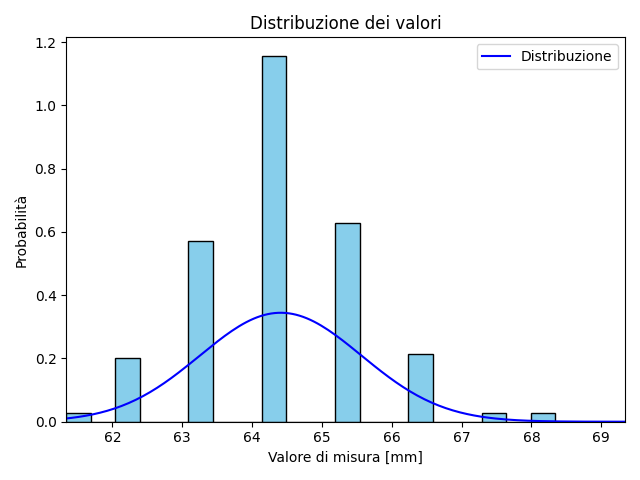 Distribuzione dei valori
Distribuzione
1.2
1.0
0.8
0.6
0.4
0.2
0.0
Probabilità
62 63 64 65 66 67 68 69
Valore di misura [mm]